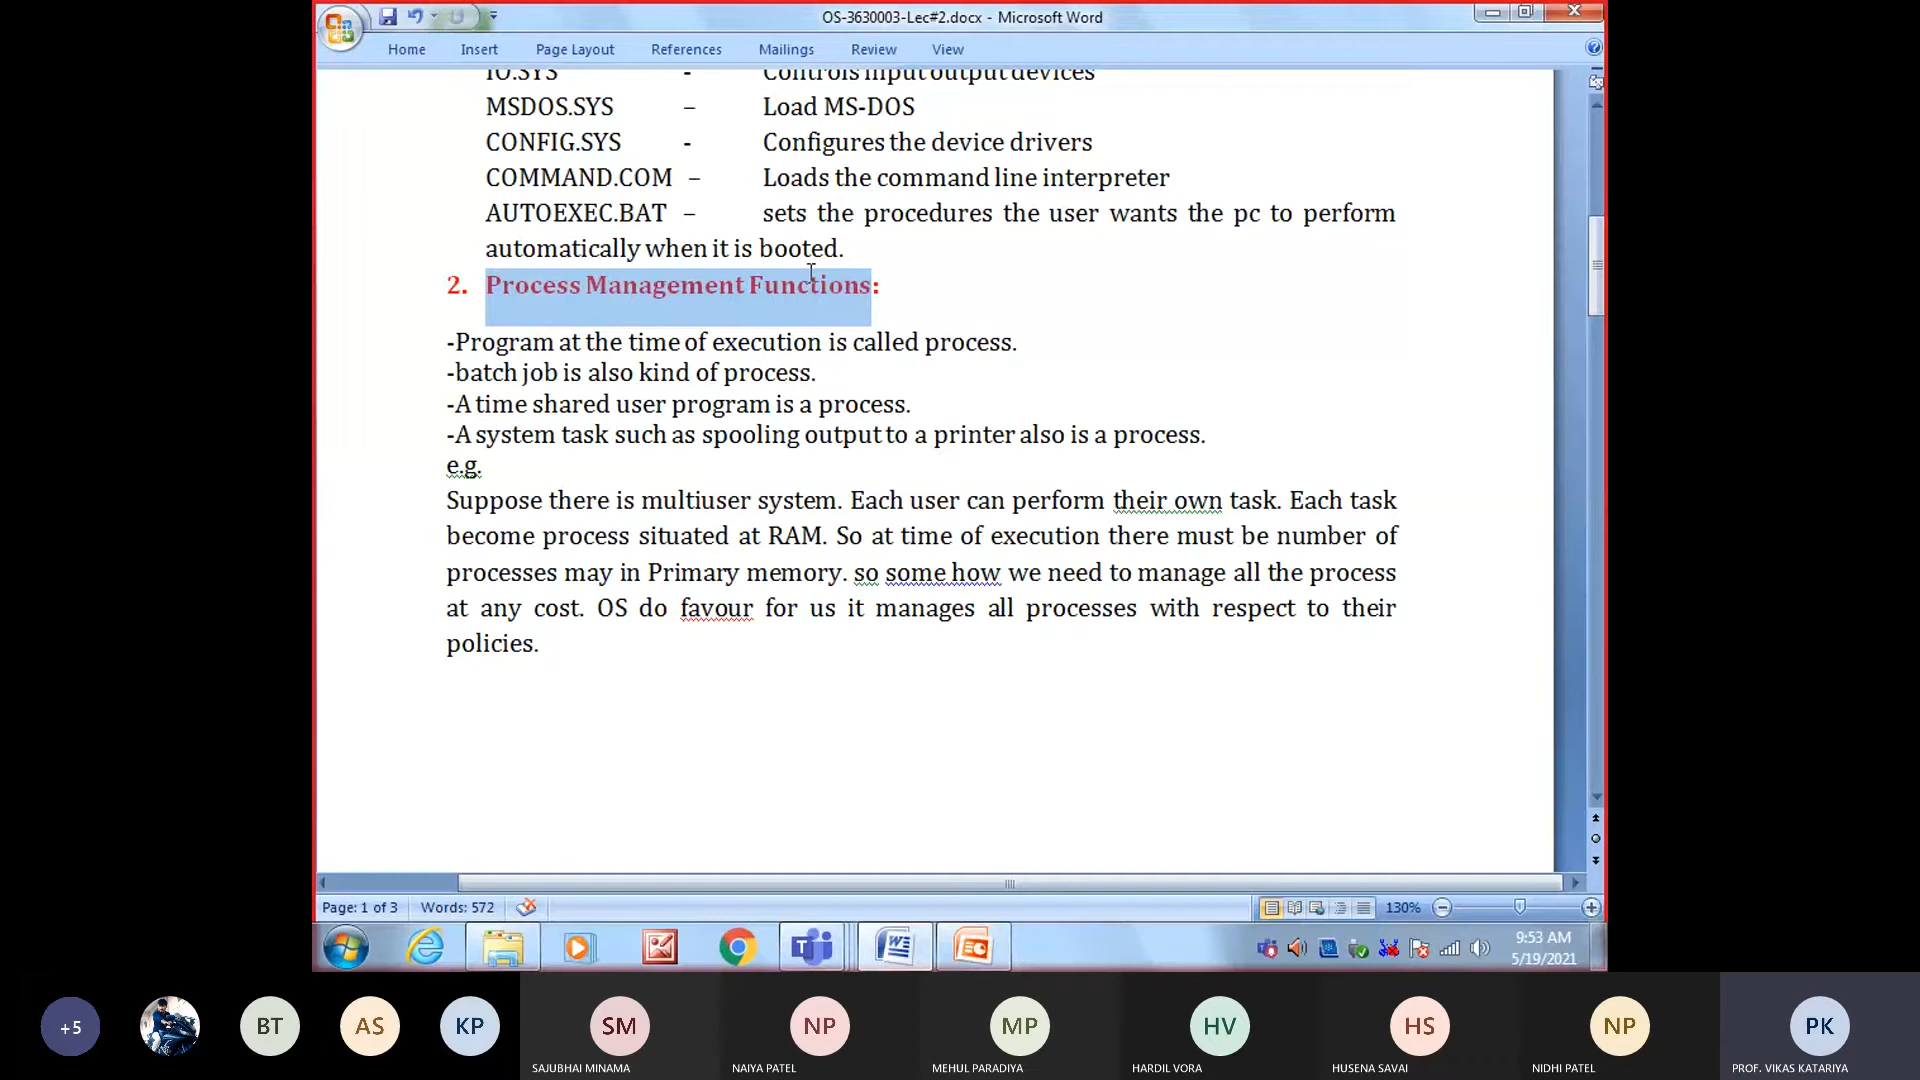 OS-3630003-Lec#2.docx - Microsoft Word
Home Insert Page Layout References Mailings Review View
IO.SYS - Controls input output devices
MSDOS.SYS – Load MS-DOS
CONFIG.SYS - Configures the device drivers
COMMAND.COM – Loads the command line interpreter
AUTOEXEC.BAT – sets the procedures the user wants the pc to perform
automatically when it is booted.
2. Process Management Functions:
-Program at the time of execution is called process.
-batch job is also kind of process.
-A time shared user program is a process.
-A system task such as spooling output to a printer also is a process.
e.g.
Suppose there is multiuser system. Each user can perform their own task. Each task
become process situated at RAM. So at time of execution there must be number of
processes may in Primary memory. so some how we need to manage all the process
at any cost. OS do favour for us it manages all processes with respect to their
policies.
Page: 1 of 3 Words: 572 130%
9:53 AM
5/19/2021
+5 BT AS KP SM NP MP HV HS NP PK
SAJUBHAI MINAMA NAIYA PATEL MEHUL PARADIYA HARDIL VORA HUSENA SAVAI NIDHI PATEL PROF. VIKAS KATARIYA